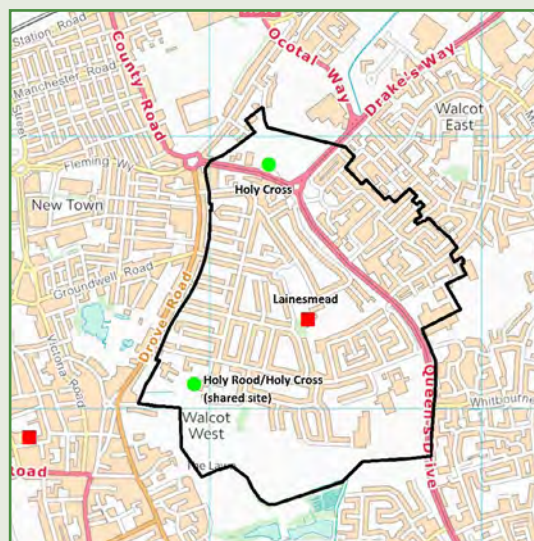 Station Road
Manchester Road
County Road
Ocotal Way
Drake's Way
Walcot
East
Street
Fleming Wy
Holy Cross
New Town
Groundwell Road
Lainesmead
Drove Road
Victoria Road
Holy Rood/Holy Cross
(shared site)
Queen's Drive
Whitbourne
Walcot
West
The Lawn
Road